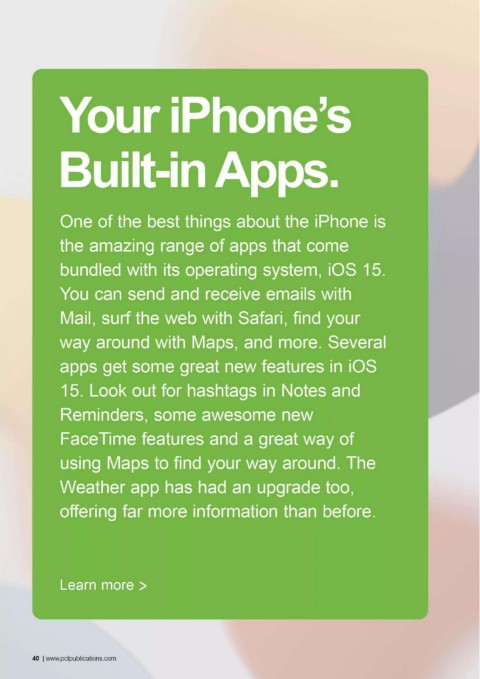 Your iPhone’s
Built-in Apps.
One of the best things about the iPhone is
the amazing range of apps that come
bundled with its operating system, iOS 15.
You can send and receive emails with
Mail, surf the web with Safari, find your
way around with Maps, and more. Several
apps get some great new features in iOS
15. Look out for hashtags in Notes and
Reminders, some awesome new
FaceTime features and a great way of
using Maps to find your way around. The
Weather app has had an upgrade too,
offering far more information than before.
Learn more >
40 | www.pclpublications.com